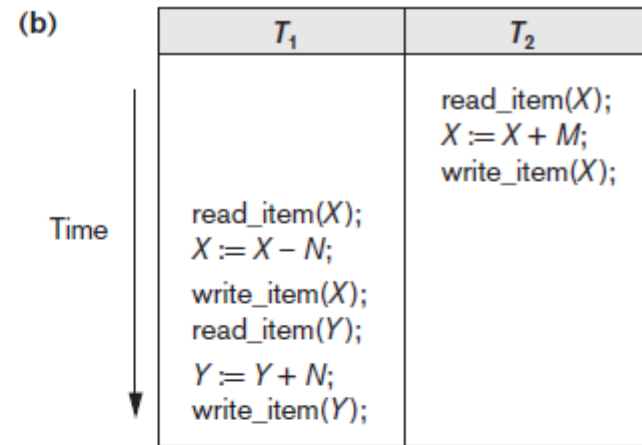 (b)
T1 T2
read_item(X);
X := X + M;
write_item(X);
Time
read_item(X);
X := X – N;
write_item(X);
read_item(Y);
Y := Y + N;
write_item(Y);